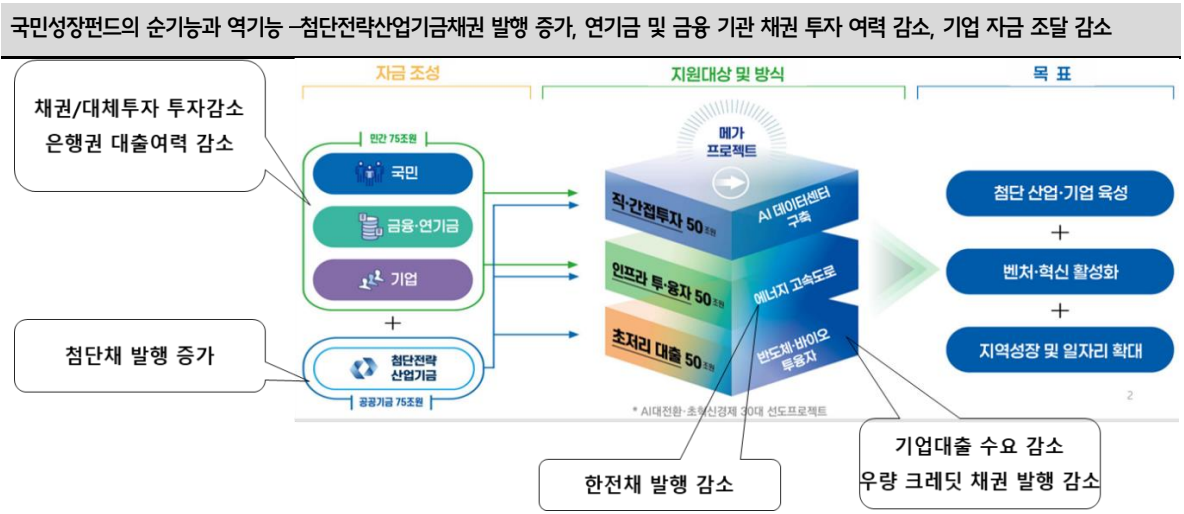 국민성장펀드의 순기능과 역기능 –첨단전략산업기금채권 발행 증가, 연기금 및 금융 기관 채권 투자 여력 감소, 기업 자금 조달 감소
자금 조성
지원대상 및 방식
목 표
채권/대체투자 투자감소
은행권 대출여력 감소
민간 75조원
국민
금융·연기금
기업
+
첨단채 발행 증가
첨단전략
산업기금
공공기금 75조원
메가
프로젝트
직·간접투자 50조원
AI 데이터센터
구축
인프라 투·융자 50조원
에너지 고속도로
초저리 대출 50조원
반도체·바이오
투융자
* AI대전환·초혁신경제 30대 선도프로젝트
첨단 산업·기업 육성
+
벤처·혁신 활성화
+
지역성장 및 일자리 확대
2
한전채 발행 감소
기업대출 수요 감소
우량 크레딧 채권 발행 감소